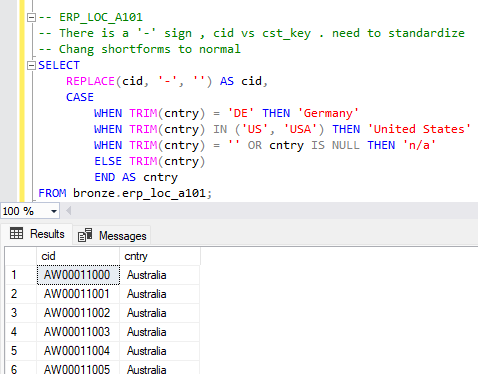 -- ERP_LOC_A101
-- There is a '-' sign , cid vs cst_key . need to standardize
-- Chang shortforms to normal
SELECT
REPLACE(cid, '-', '') AS cid,
CASE
WHEN TRIM(cntry) = 'DE' THEN 'Germany'
WHEN TRIM(cntry) IN ('US', 'USA') THEN 'United States'
WHEN TRIM(cntry) = '' OR cntry IS NULL THEN 'n/a'
ELSE TRIM(cntry)
END AS cntry
FROM bronze.erp_loc_a101;
100 %
Results Messages
cid cntry
1 AW00011000 Australia
2 AW00011001 Australia
3 AW00011002 Australia
4 AW00011003 Australia
5 AW00011004 Australia
6 AW00011005 Australia